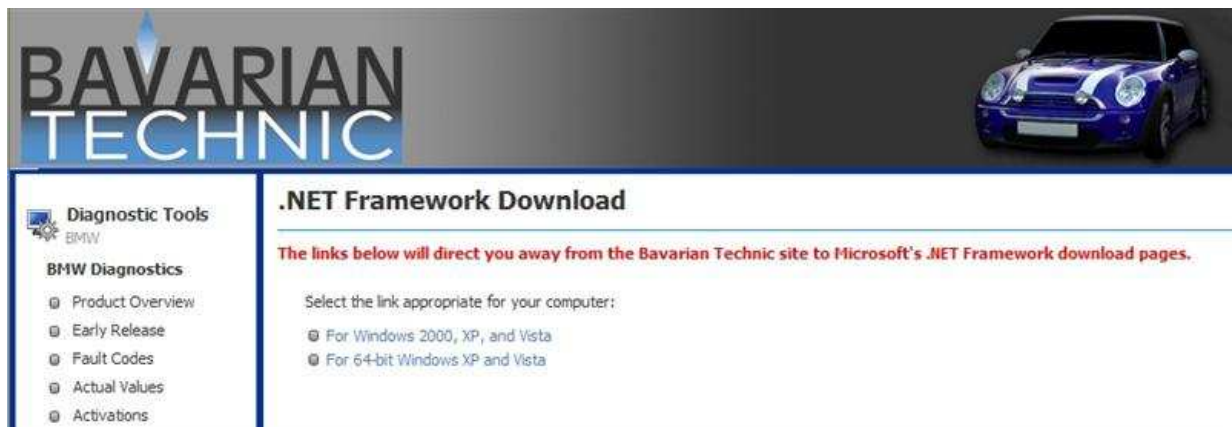 BAVARIAN
TECHNIC
Diagnostic Tools
BMW
BMW Diagnostics
Product Overview
Early Release
Fault Codes
Actual Values
Activations
.NET Framework Download
The links below will direct you away from the Bavarian Technic site to Microsoft's .NET Framework download pages.
Select the link appropriate for your computer:
For Windows 2000, XP, and Vista
For 64-bit Windows XP and Vista